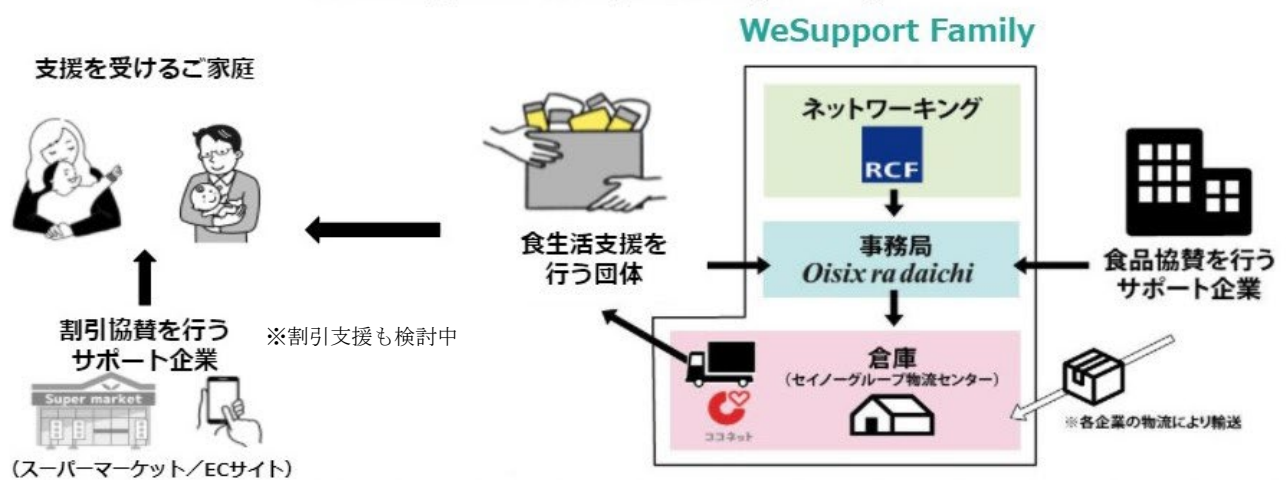 WeSupport Family
支援を受けるご家庭
ネットワーキング
RCF
食生活支援を
行う団体
事務局
Oisix ra daichi
食品協賛を行う
サポート企業
割引協賛を行う
サポート企業
※割引支援も検討中
倉庫
(セイノーグループ物流センター)
Super market
ココネット
※各企業の物流により輸送
(スーパーマーケット/ECサイト)